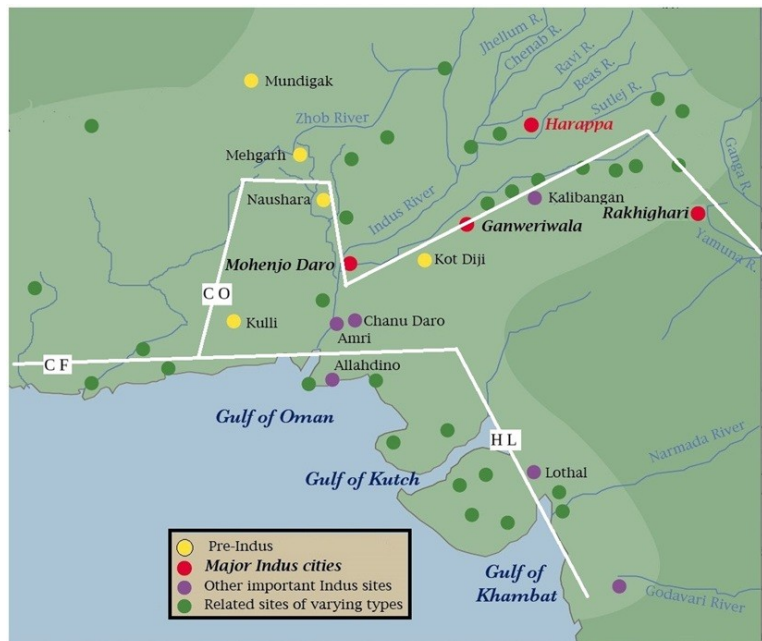 Jhellum R.
Chenab R.
Ravi R.
Beas R.
Sutlej R.
Mundigak
Zhob River
Harappa
Mehgarh
Ganga R.
Naushara
Indus River
Kalibangan
Rakhighari
Ganweriwala
Yamuna R.
Mohenjo Daro
Kot Diji
C O
Kulli
Chanu Daro
Amri
C F
Allahdino
Gulf of Oman
H L
Narmada River
Gulf of Kutch
Lothal
Pre-Indus
Major Indus cities
Other important Indus sites
Related sites of varying types
Gulf of
Khambat
Godavari River